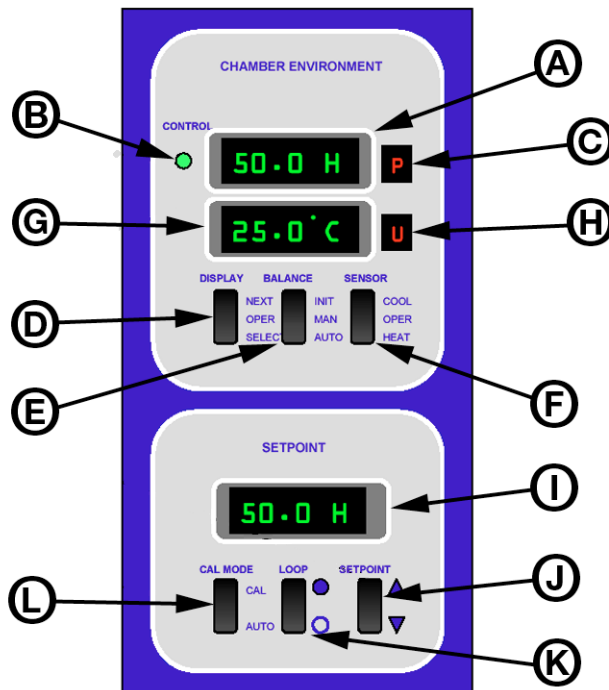 CHAMBER ENVIRONMENT
A
B
CONTROL
50.0 H
P
C
G
25.0°C
U
H
DISPLAY BALANCE SENSOR
D
NEXT INIT COOL
OPER MAN OPER
SELECT AUTO HEAT
E
F
SETPOINT
50.0 H
I
CAL MODE LOOP SETPOINT
J
L
CAL
AUTO
K